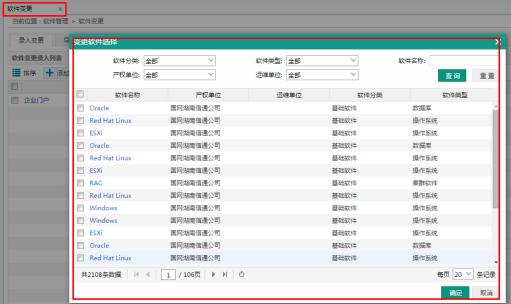 软件变更 ×
当前位置：软件管理 > 软件变更
录入变更
软件变更录入列表
排序 添加
企业门户
变更软件选择
软件分类: 全部 软件类型: 全部 软件名称:
产权单位: 全部 运维单位: 全部 查询 重置
软件名称 产权单位 运维单位 软件分类 软件类型
Oracle 国网湖南信通公司 基础软件 数据库
Red Hat Linux 国网湖南信通公司 基础软件 操作系统
ESXi 国网湖南信通公司 基础软件 操作系统
Oracle 国网湖南信通公司 基础软件 数据库
Red Hat Linux 国网湖南信通公司 基础软件 操作系统
ESXi 国网湖南信通公司 基础软件 操作系统
RAC 国网湖南信通公司 基础软件 集群软件
Red Hat Linux 国网湖南信通公司 基础软件 操作系统
Windows 国网湖南信通公司 基础软件 操作系统
Windows 国网湖南信通公司 基础软件 操作系统
ESXi 国网湖南信通公司 基础软件 操作系统
Oracle 国网湖南信通公司 基础软件 数据库
Red Hat Linux 国网湖南信通公司 基础软件 操作系统
共2108条数据 1 / 106页 每页 20 条记录
确定 取消